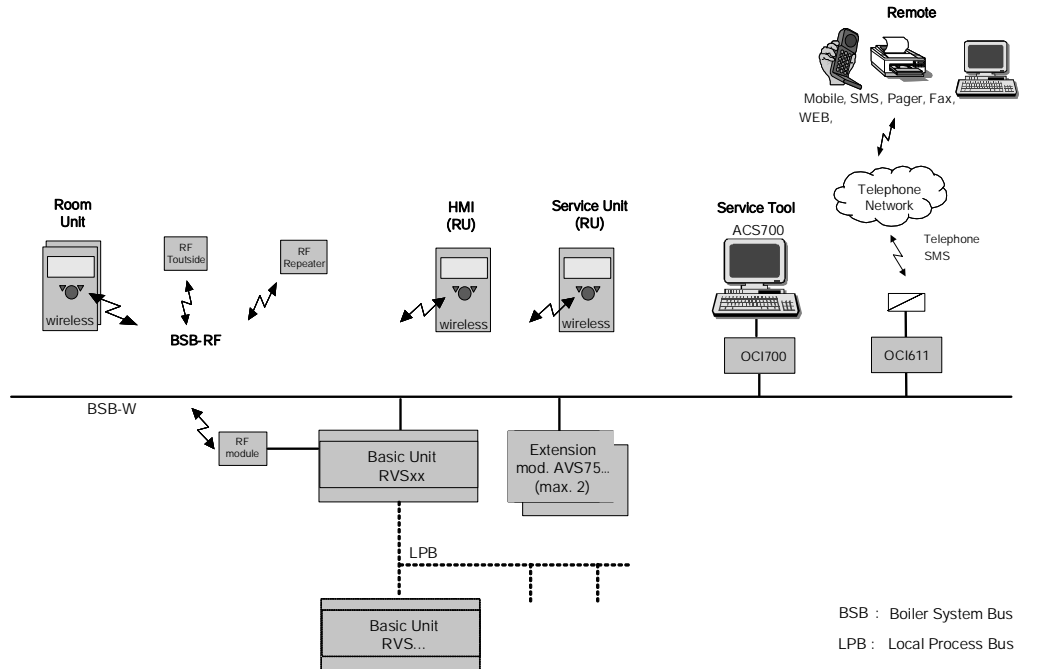 Remote
Mobile, SMS, Pager, Fax,
WEB,
Telephone
Network
Telephone
SMS
Room
Unit
RF
Toutside
RF
Repeater
HMI
(RU)
Service Unit
(RU)
Service Tool
ACS700
wireless
BSB-RF
wireless
wireless
OCI700
OCI611
BSB-W
RF
module
Basic Unit
RVSxx
Extension
mod. AVS75...
(max. 2)
LPB
Basic Unit
RVS...
BSB : Boiler System Bus
LPB : Local Process Bus